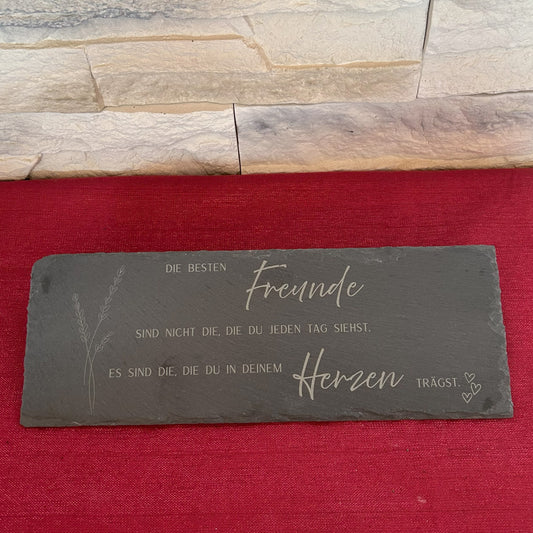 DIE BESTEN Freunde
SIND NICHT DIE, DIE DU JEDEN TAG SIEHST.
ES SIND DIE, DIE DU IN DEINEM Herzen TRÄGST.